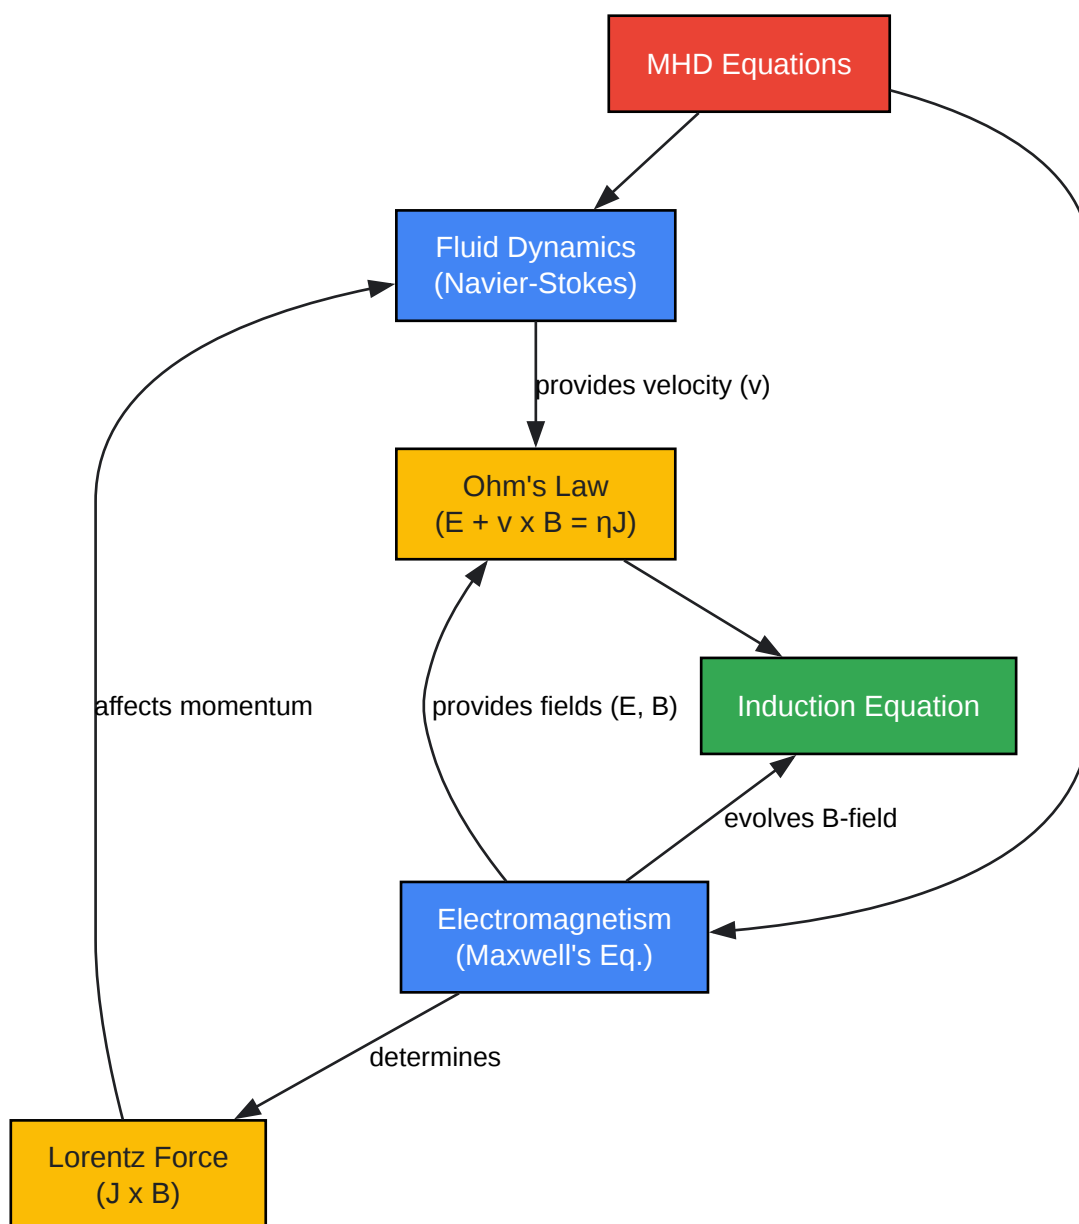 MHD Equations
Fluid Dynamics
(Navier-Stokes)
provides velocity (v)
Ohm's Law
(E + v x B = ηJ)
affects momentum
provides fields (E, B)
Induction Equation
evolves B-field
Electromagnetism
(Maxwell's Eq.)
determines
Lorentz Force
(J x B)